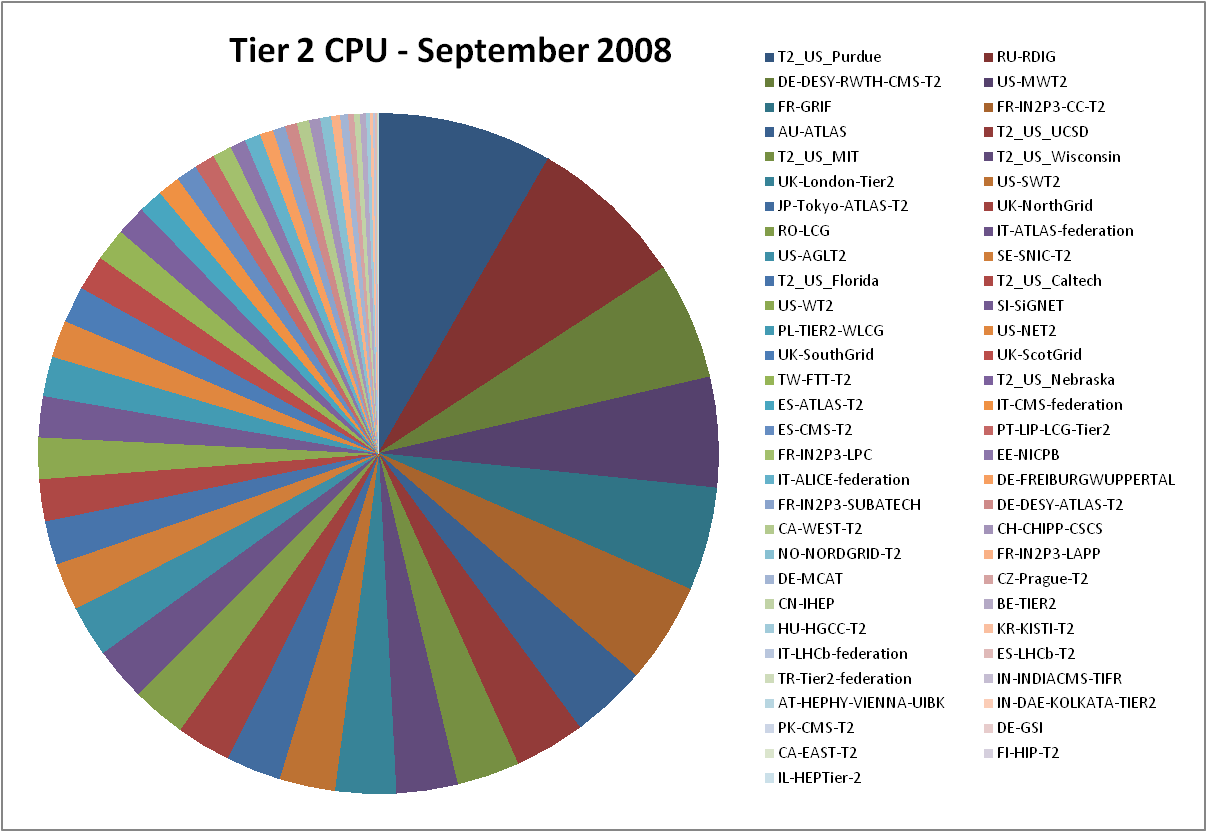 Tier 2 CPU - September 2008
T2_US_Purdue RU-RDIG
DE-DESY-RWTH-CMS-T2 US-MWT2
FR-GRIF FR-IN2P3-CC-T2
AU-ATLAS T2_US_UCSD
T2_US_MIT T2_US_Wisconsin
UK-London-Tier2 US-SWT2
JP-Tokyo-ATLAS-T2 UK-NorthGrid
RO-LCG IT-ATLAS-federation
US-AGLT2 SE-SNIC-T2
T2_US_Florida T2_US_Caltech
US-WT2 SI-SiGNET
PL-TIER2-WLCG US-NET2
UK-SouthGrid UK-ScotGrid
TW-FTT-T2 T2_US_Nebraska
ES-ATLAS-T2 IT-CMS-federation
ES-CMS-T2 PT-LIP-LCG-Tier2
FR-IN2P3-LPC EE-NICPB
IT-ALICE-federation DE-FREIBURGWUPPERTAL
FR-IN2P3-SUBATECH DE-DESY-ATLAS-T2
CA-WEST-T2 CH-CHIPP-CSCS
NO-NORDGRID-T2 FR-IN2P3-LAPP
DE-MCAT CZ-Prague-T2
CN-IHEP BE-TIER2
HU-HGCC-T2 KR-KISTI-T2
IT-LHCb-federation ES-LHCb-T2
TR-Tier2-federation IN-INDIACMS-TIFR
AT-HEPHY-VIENNA-UIBK IN-DAE-KOLKATA-TIER2
PK-CMS-T2 DE-GSI
CA-EAST-T2 FI-HIP-T2
IL-HEPTier-2